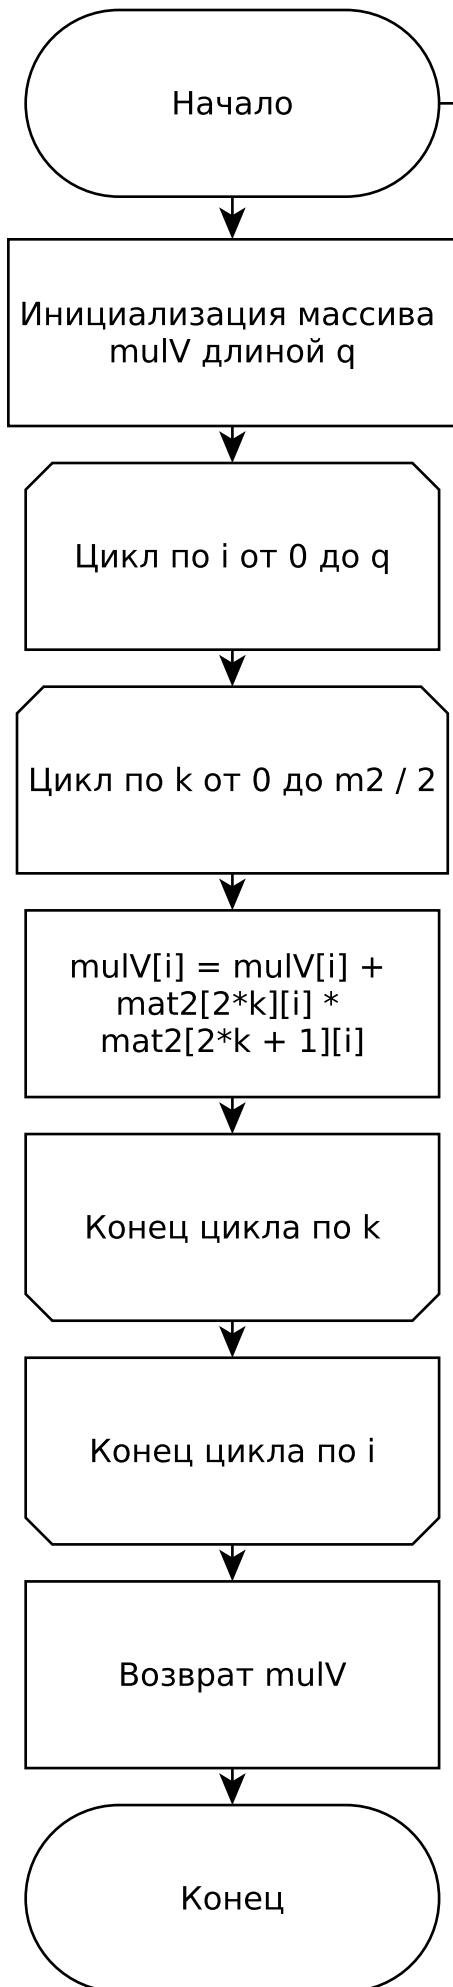 Начало
Инициализация массива
mulV длиной q
Цикл по i от 0 до q
Цикл по k от 0 до m2 / 2
mulV[i] = mulV[i] +
mat2[2*k][i] *
mat2[2*k + 1][i]
Конец цикла по k
Конец цикла по i
Возврат mulV
Конец